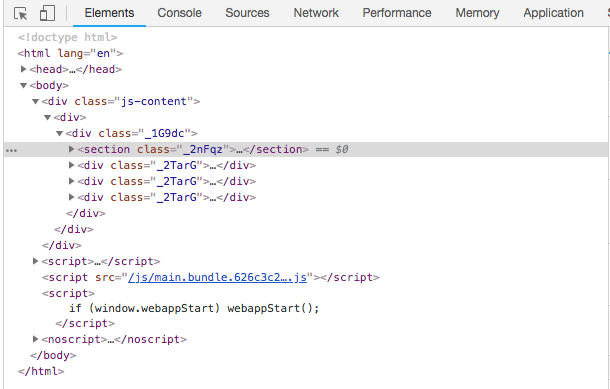 Elements Console Sources Network Performance Memory Application
<!doctype html>
<html lang="en">
<head>…</head>
<body>
<div class="js-content">
<div>
<div class="_1G9dc">
… <section class="_2nFqz">…</section> == $0
<div class="_2TarG">…</div>
<div class="_2TarG">…</div>
<div class="_2TarG">…</div>
</div>
</div>
</div>
<script>…</script>
<script src="/js/main.bundle.626c3c2….js"></script>
<script>
if (window.webappStart) webappStart();
</script>
<noscript>…</noscript>
</body>
</html>